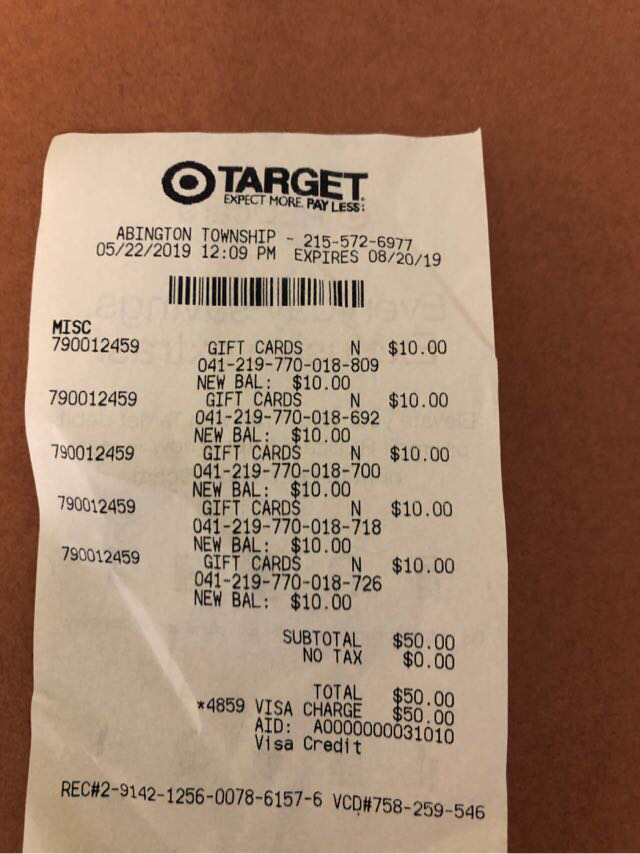 TARGET
EXPECT MORE. PAY LESS.
ABINGTON TOWNSHIP - 215-572-6977
05/22/2019 12:09 PM EXPIRES 08/20/19
MISC
790012459 GIFT CARDS N $10.00
041-219-770-018-809
NEW BAL: $10.00
790012459 GIFT CARDS N $10.00
041-219-770-018-692
NEW BAL: $10.00
790012459 GIFT CARDS N $10.00
041-219-770-018-700
NEW BAL: $10.00
790012459 GIFT CARDS N $10.00
041-219-770-018-718
NEW BAL: $10.00
790012459 GIFT CARDS N $10.00
041-219-770-018-726
NEW BAL: $10.00
SUBTOTAL $50.00
NO TAX $0.00
TOTAL $50.00
*4859 VISA CHARGE $50.00
AID: A0000000031010
Visa Credit
REC#2-9142-1256-0078-6157-6 VCD#758-259-546